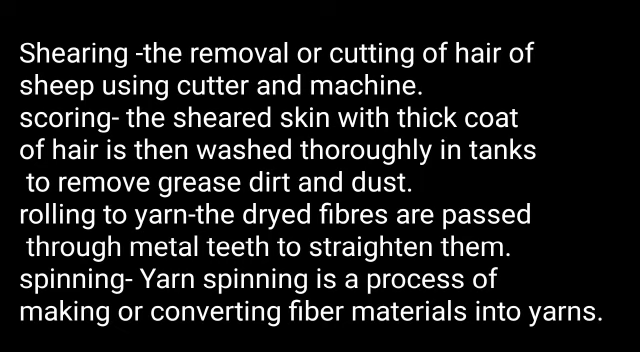 Shearing -the removal or cutting of hair of
sheep using cutter and machine.
scoring- the sheared skin with thick coat
of hair is then washed thoroughly in tanks
to remove grease dirt and dust.
rolling to yarn-the dryed fibres are passed
through metal teeth to straighten them.
spinning- Yarn spinning is a process of
making or converting fiber materials into yarns.